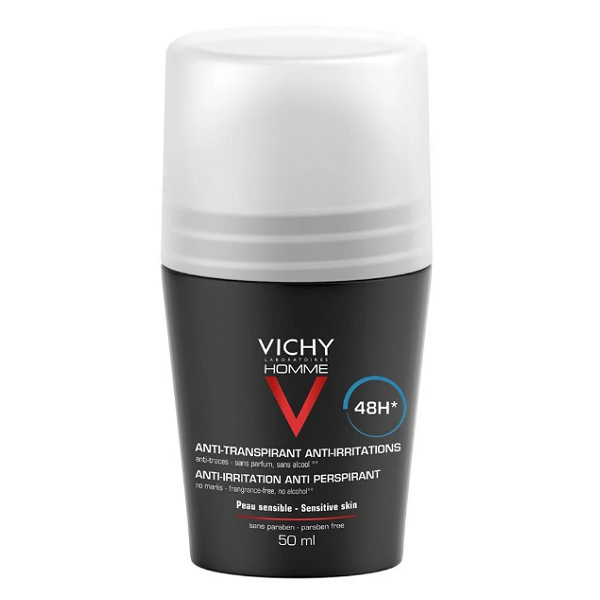 VICHY
LABORATOIRES
HOMME
48H*
ANTI-TRANSPIRANT ANTI-IRRITATIONS
anti-traces - sans parfum, sans alcool **
ANTI-IRRITATION ANTI PERSPIRANT
no marks - frangrance-free, no alcohol**
Peau sensible - Sensitive skin
sans paraben - paraben free
50 ml